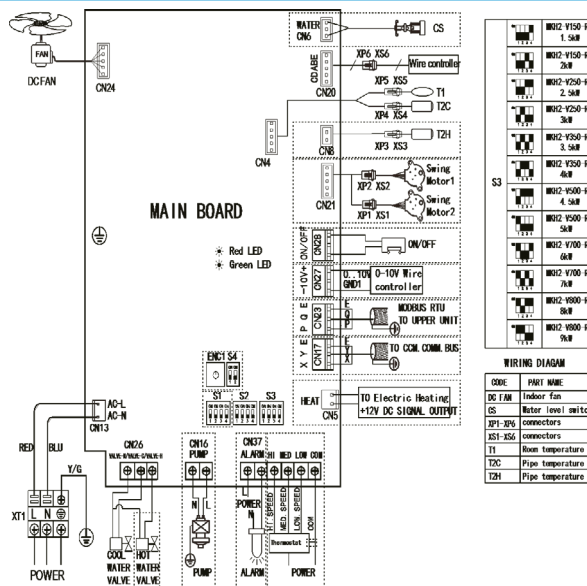 FAN
DC FAN
CN24
WATER
CN6
CS
CDABE
CN20
XP6 XS6
Wire controller
XP5 XS5
T1
T2C
XP4 XS4
CN4
CN8
XP3 XS3
T2H
CN21
XP2 XS2
Swing
Motor1
XP1 XS1
Swing
Motor2
MAIN BOARD
Red LED
Green LED
ON/OFF
CN28
ON/OFF
-10V+
CN27
0..10V
GND1
0-10V Wire
controller
P Q E
CN23
MODBUS RTU
TO UPPER UNIT
X Y E
CN17
TO CCM.COMM.BUS
ENC1 S4
S1 S2 S3
HEAT
CN5
TO Electric Heating
+12V DC SIGNAL OUTPUT
AC-L
AC-N
CN13
RED
BLU
Y/G
XT1
L N
POWER
CN26
COOL
WATER
VALVE
HOT
WATER
VALVE
CN16
PUMP
N L
PUMP
CN37
ALARM
HI MED LOW COM
POWER
N
HI SPEED
MED SPEED
LOW SPEED
COM
Thermostat
ALARM
POWER
S3
MKH2-V150-R
1.5kW
MKH2-V150-R
2kW
MKH2-V250-R
2.5kW
MKH2-V250-R
3kW
MKH2-V350-R
3.5kW
MKH2-V350-R
4kW
MKH2-V500-R
4.5kW
MKH2-V500-R
5kW
MKH2-V700-R
6kW
MKH2-V700-R
7kW
MKH2-V800-R
8kW
MKH2-V800-R
9kW
WIRING DIAGAM
CODE PART NAME
DC FAN Indoor fan
CS Water level switc
XP1-XP6 connectors
XS1-XS6 connectors
T1 Room temperature
T2C Pipe temperature
T2H Pipe temperature